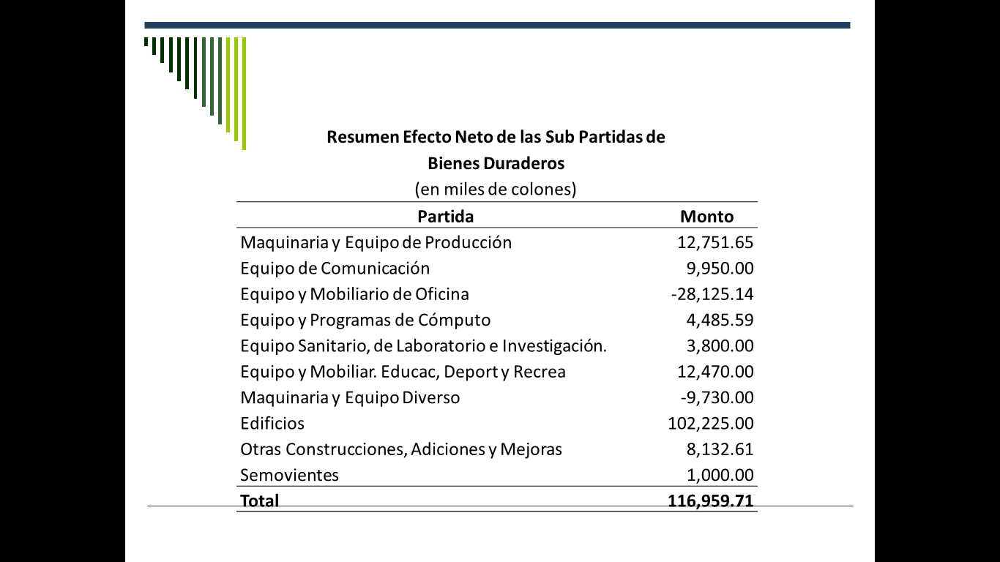 Resumen Efecto Neto de las Sub Partidas de
Bienes Duraderos
(en miles de colones)
Partida Monto
Maquinaria y Equipo de Producción 12,751.65
Equipo de Comunicación 9,950.00
Equipo y Mobiliario de Oficina -28,125.14
Equipo y Programas de Cómputo 4,485.59
Equipo Sanitario, de Laboratorio e Investigación. 3,800.00
Equipo y Mobiliar. Educac, Deport y Recrea 12,470.00
Maquinaria y Equipo Diverso -9,730.00
Edificios 102,225.00
Otras Construcciones, Adiciones y Mejoras 8,132.61
Semovientes 1,000.00
Total 116,959.71